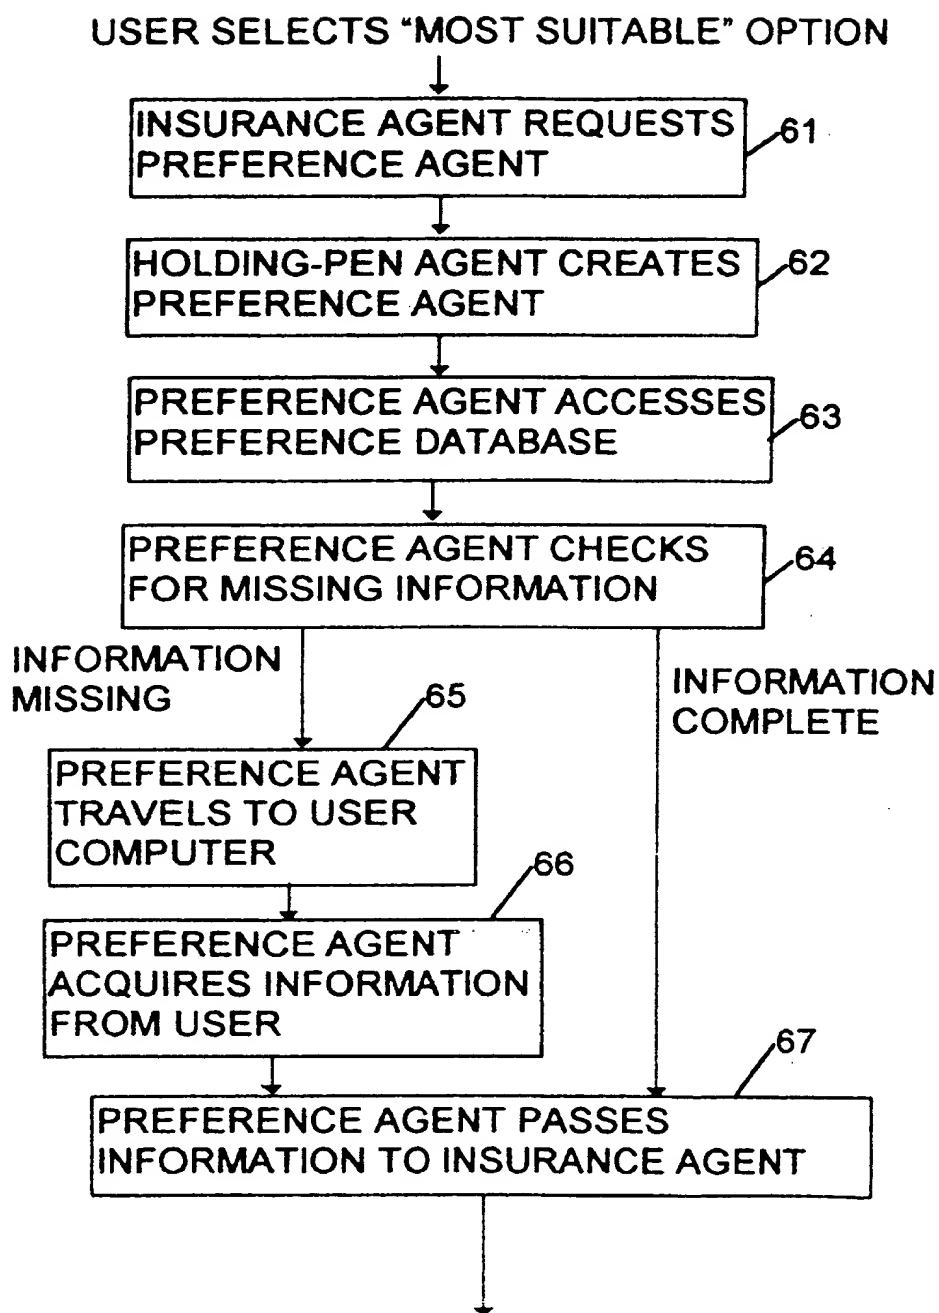 USER SELECTS “MOST SUITABLE” OPTION
INSURANCE AGENT REQUESTS
PREFERENCE AGENT
61
HOLDING-PEN AGENT CREATES
PREFERENCE AGENT
62
PREFERENCE AGENT ACCESSES
PREFERENCE DATABASE
63
PREFERENCE AGENT CHECKS
FOR MISSING INFORMATION
64
INFORMATION
MISSING
INFORMATION
COMPLETE
65
PREFERENCE AGENT
TRAVELS TO USER
COMPUTER
66
PREFERENCE AGENT
ACQUIRES INFORMATION
FROM USER
67
PREFERENCE AGENT PASSES
INFORMATION TO INSURANCE AGENT